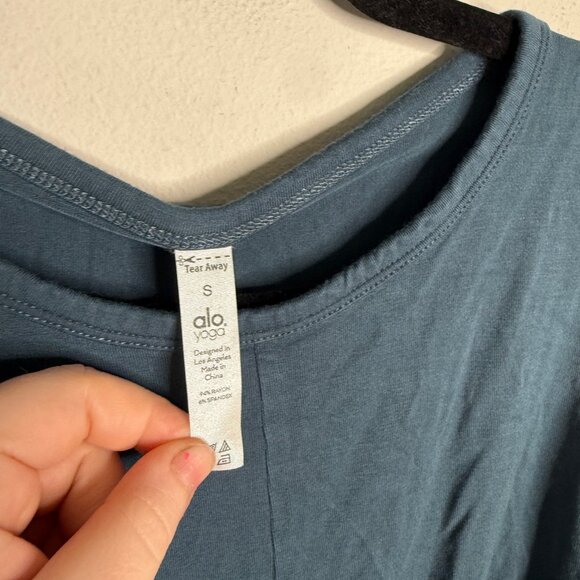 Tear Away
S
alo.
yoga
Designed in
Los Angeles
Made in
China
94% RAYON
6% SPANDEX